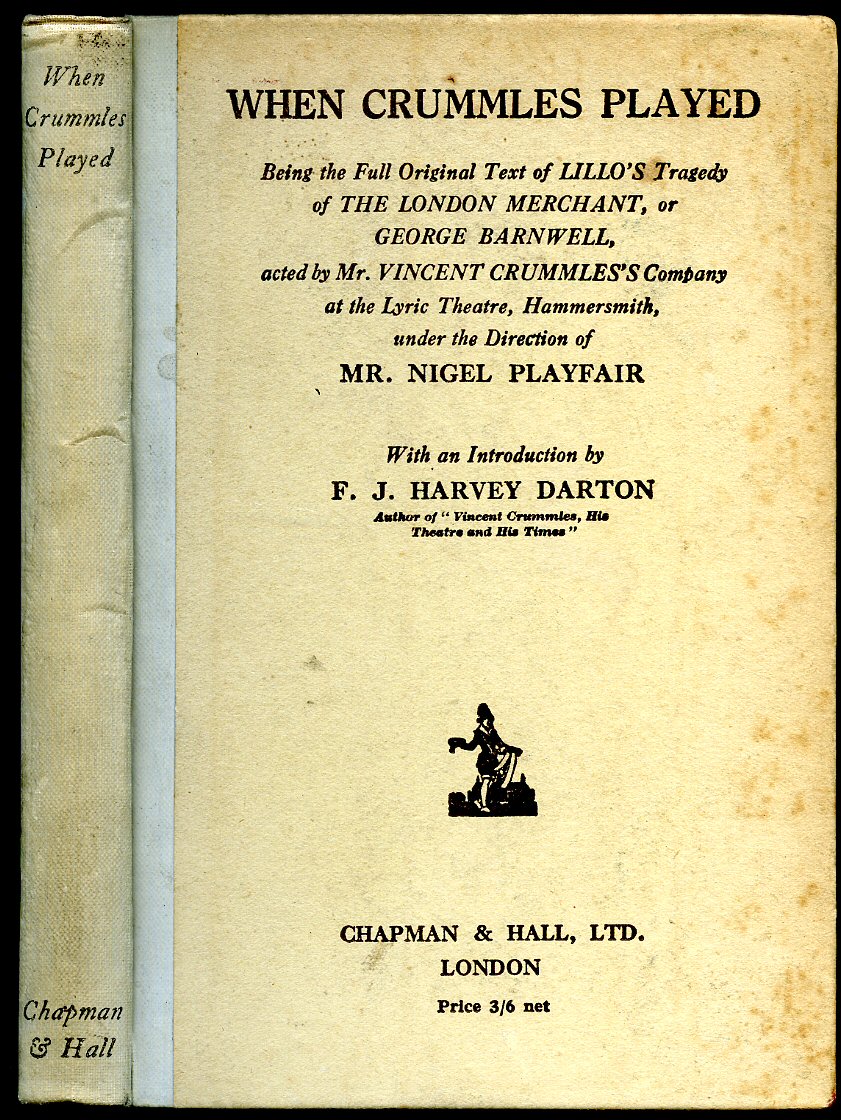 When
Crummles
Played
Chapman
& Hall
WHEN CRUMMLES PLAYED
Being the Full Original Text of LILLO'S Tragedy
of THE LONDON MERCHANT, or
GEORGE BARNWELL,
acted by Mr. VINCENT CRUMMLES'S Company
at the Lyric Theatre, Hammersmith,
under the Direction of
MR. NIGEL PLAYFAIR
With an Introduction by
F. J. HARVEY DARTON
Author of "Vincent Crummles, His
Theatre and His Times"
CHAPMAN & HALL, LTD.
LONDON
Price 3/6 net